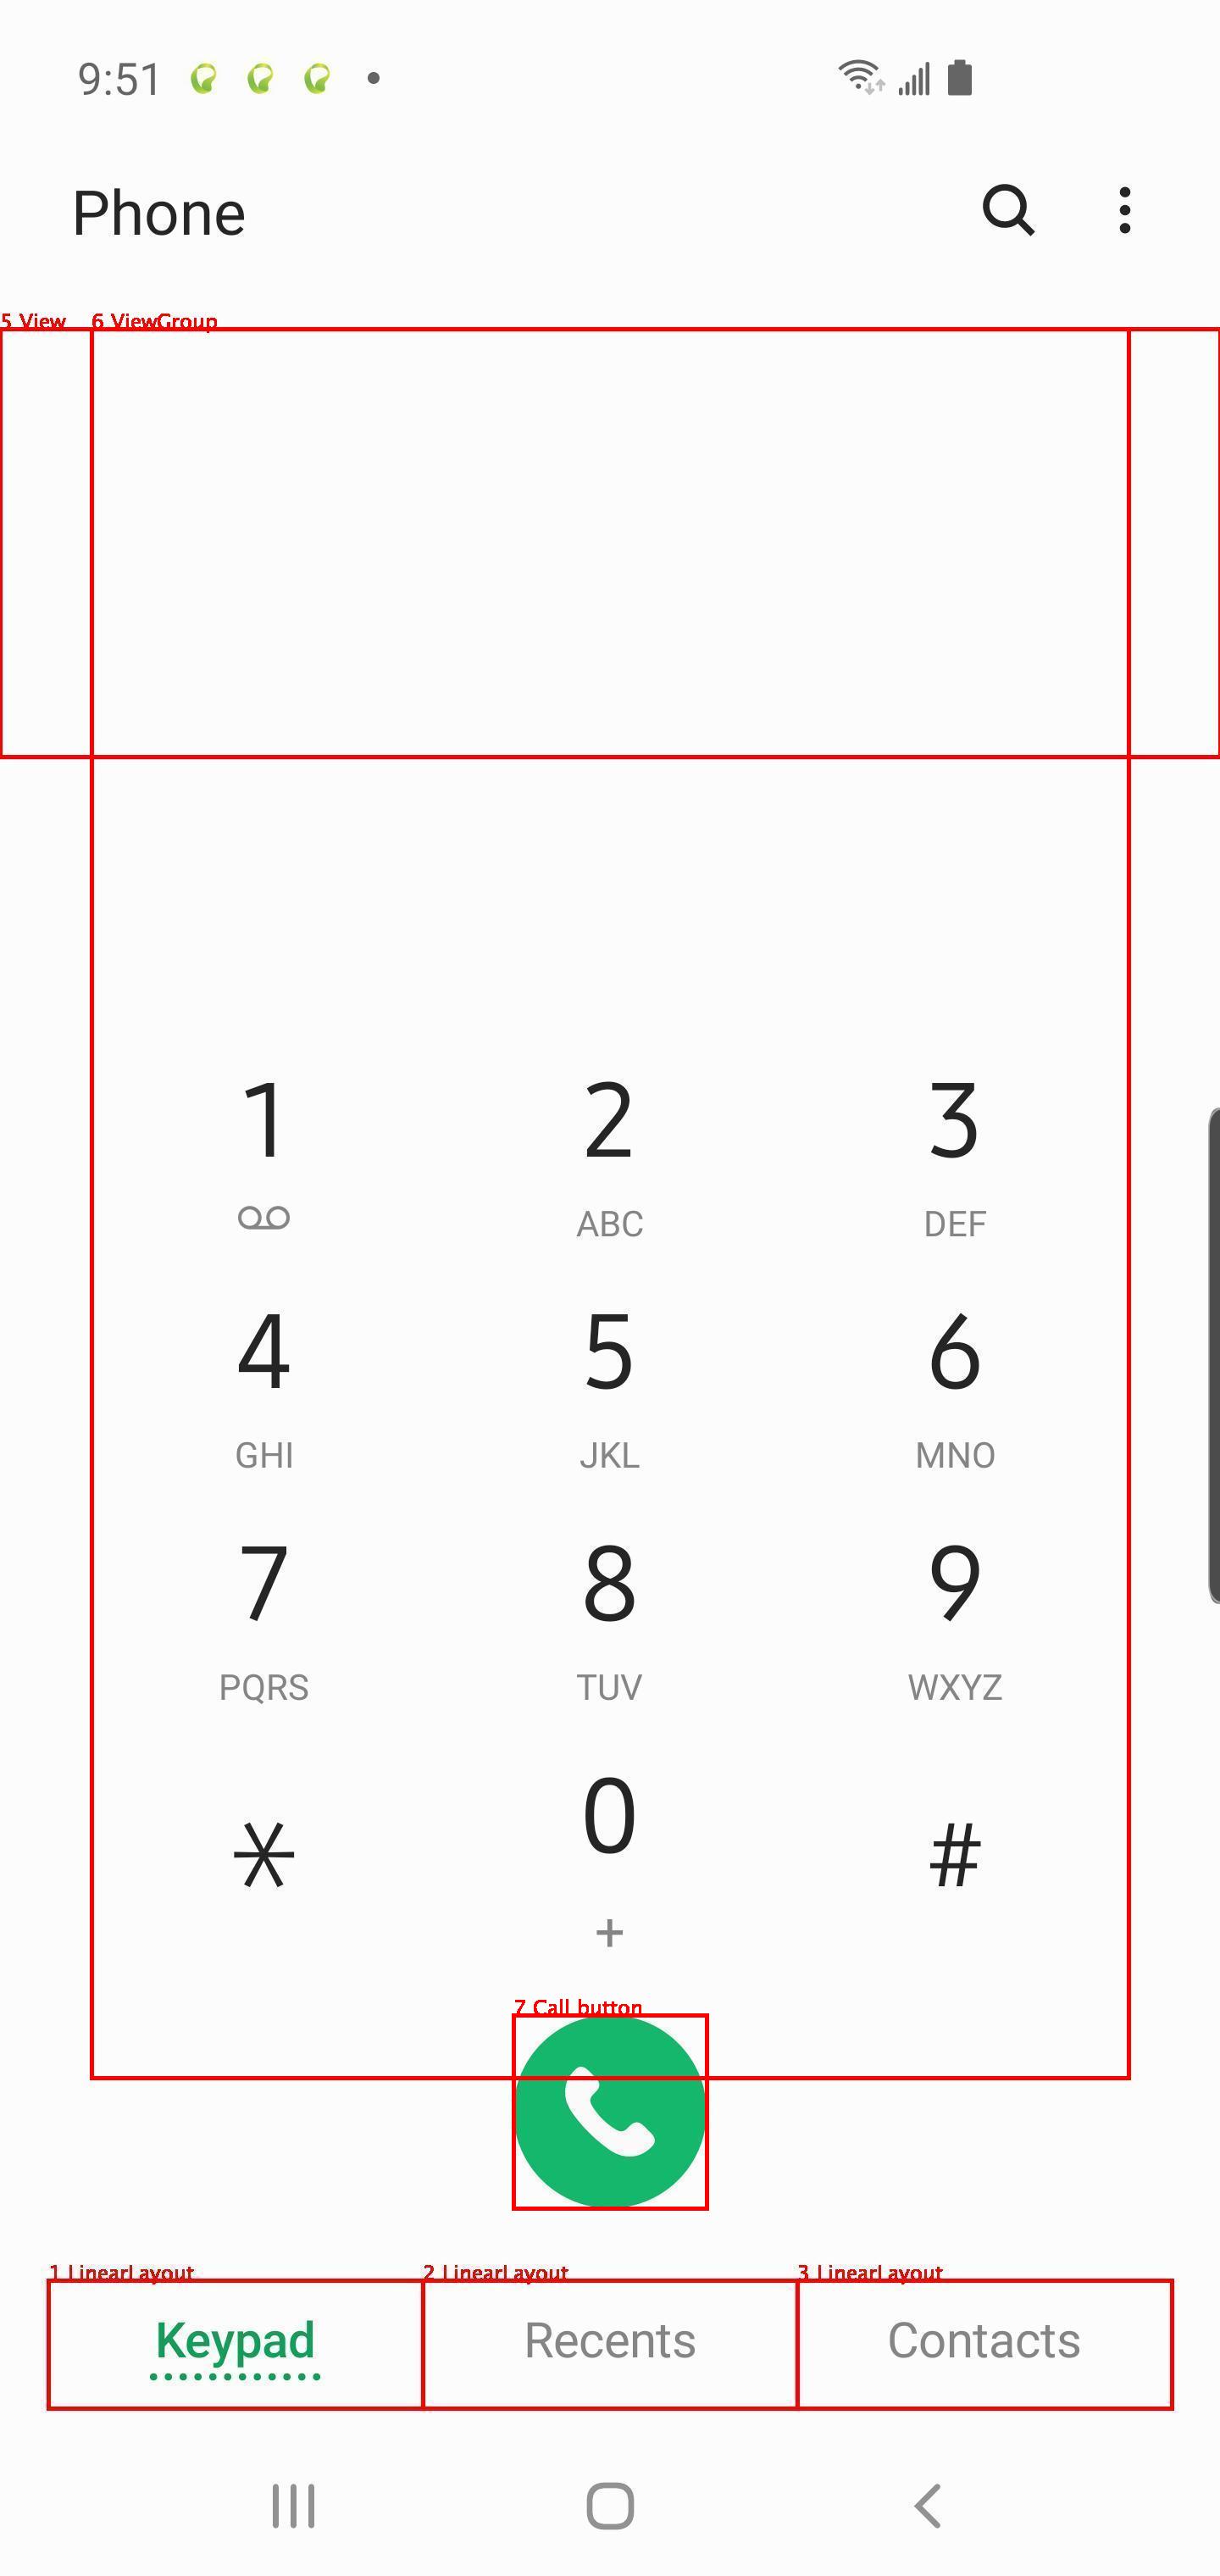 9:51
Phone
5 View
6 ViewGroup
1
2
3
ABC
DEF
4
5
6
GHI
JKL
MNO
7
8
9
PQRS
TUV
WXYZ
0
#
+
7 Call button
1 LinearLayout
2 LinearLayout
3 LinearLayout
Keypad
Recents
Contacts